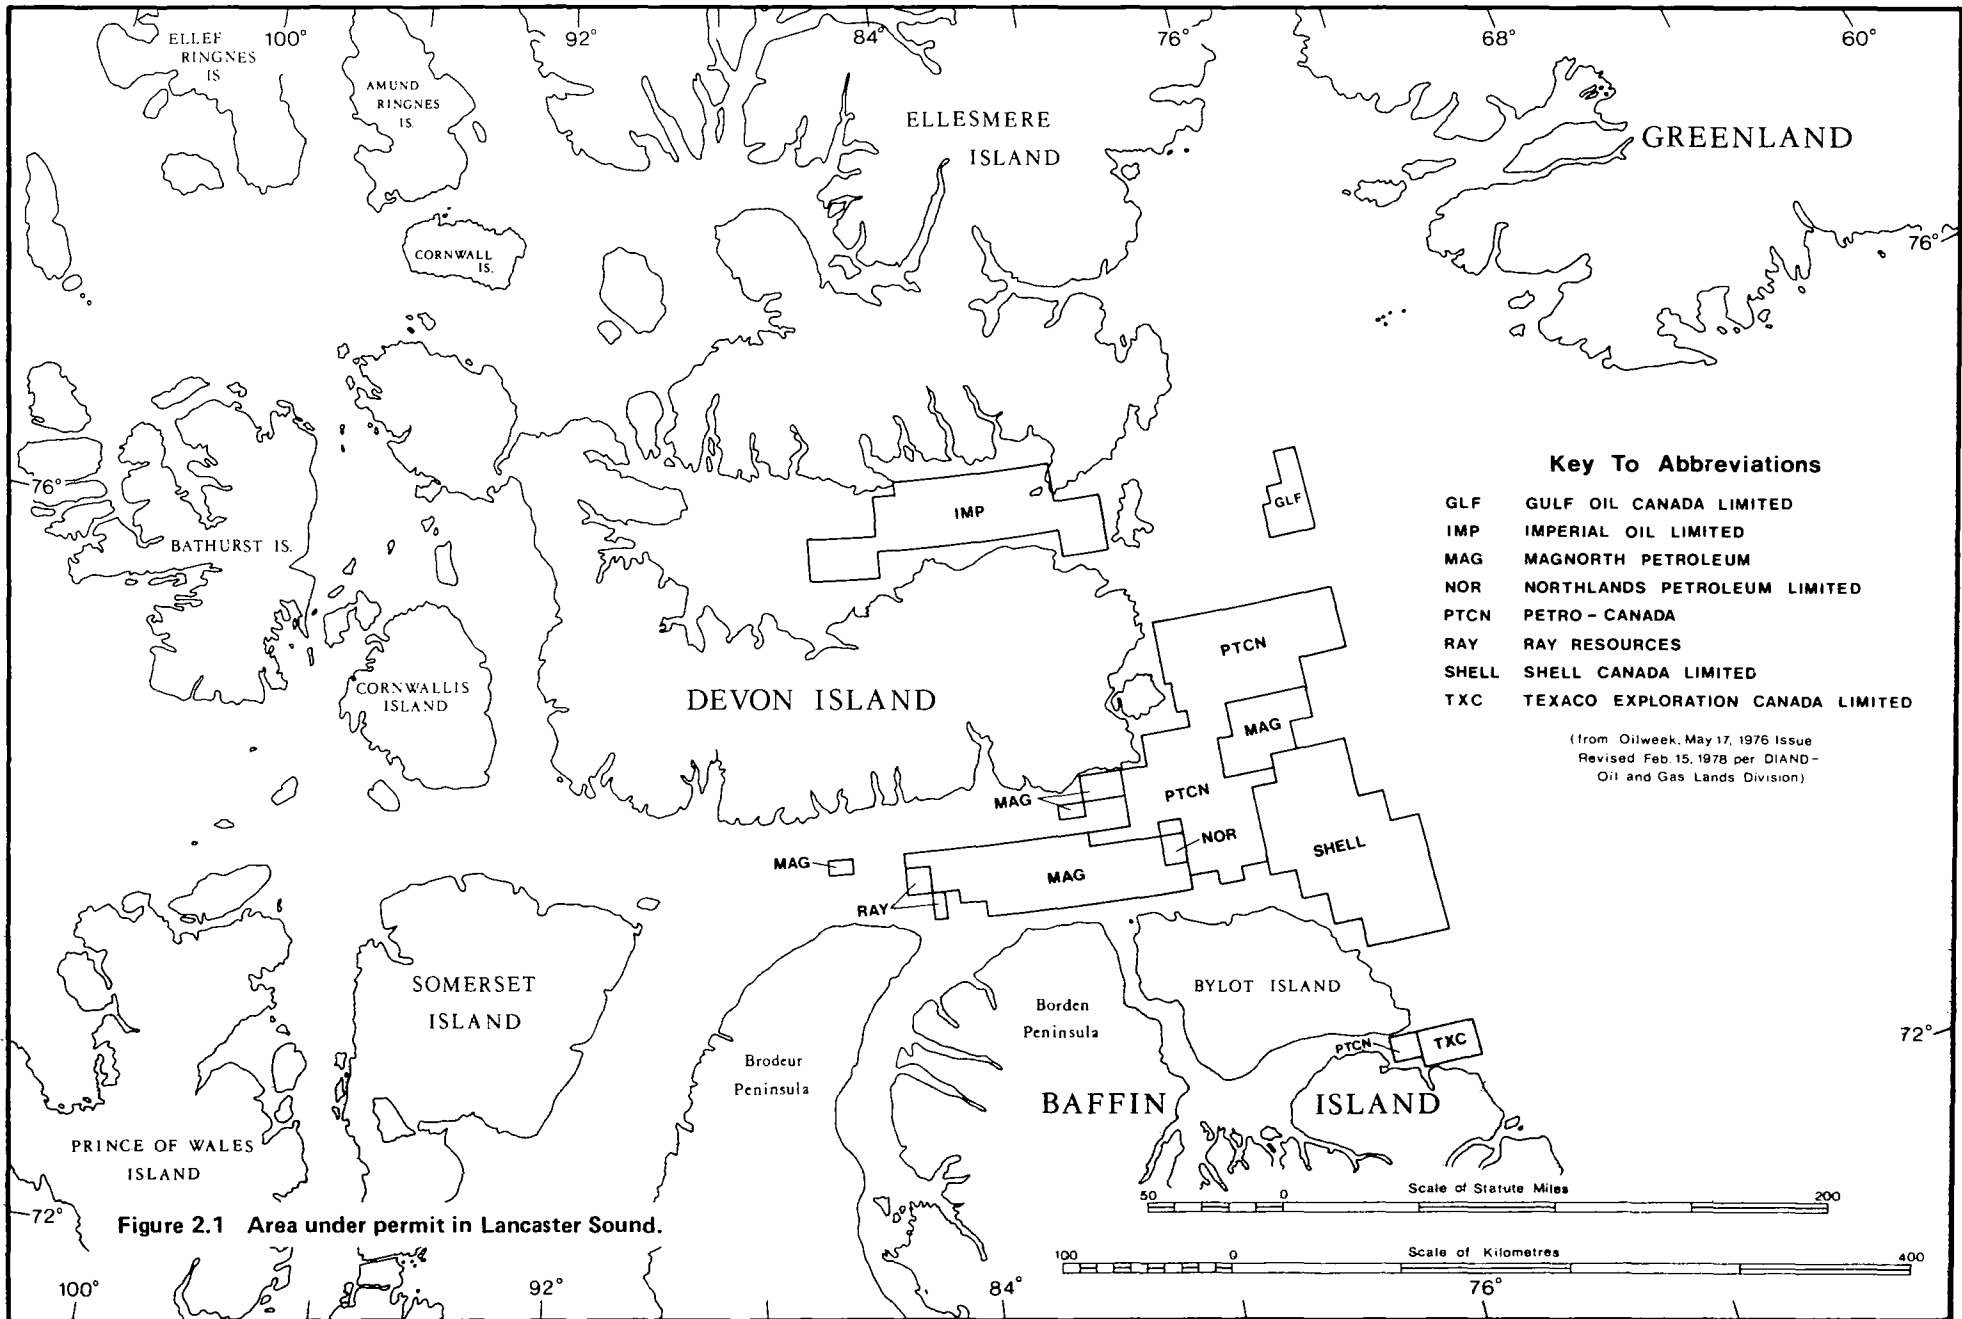 100°
92°
84°
76°
68°
60°
ELLEF
RINGNES
IS
AMUND
RINGNES
IS.
ELLESMERE
ISLAND
GREENLAND
CORNWALL
IS.
76°
76°
BATHURST IS.
IMP
GLF
Key To Abbreviations
GLF GULF OIL CANADA LIMITED
IMP IMPERIAL OIL LIMITED
MAG MAGNORTH PETROLEUM
NOR NORTHLANDS PETROLEUM LIMITED
PTCN PETRO-CANADA
RAY RAY RESOURCES
SHELL SHELL CANADA LIMITED
TXC TEXACO EXPLORATION CANADA LIMITED
(from Oilweek, May 17, 1976 Issue
Revised Feb. 15, 1978 per DIAND-
Oil and Gas Lands Division)
PTCN
CORNWALLIS
ISLAND
DEVON ISLAND
MAG
MAG
PTCN
NOR
SHELL
MAG
MAG
RAY
SOMERSET
ISLAND
BYLOT ISLAND
Borden
Peninsula
PTCN
TXC
72°
Brodeur
Peninsula
BAFFIN ISLAND
PRINCE OF WALES
ISLAND
72°
Figure 2.1 Area under permit in Lancaster Sound.
50 0 Scale of Statute Miles 200
100 0 Scale of Kilometres 400
100°
92°
84°
76°